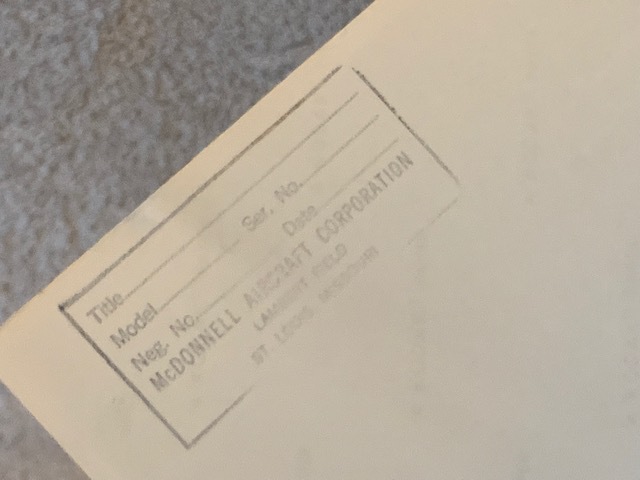 Title
Model Ser. No.
Neg. No. Date
McDONNELL AIRCRAFT CORPORATION
LAMBERT FIELD
ST. LOUIS, MISSOURI